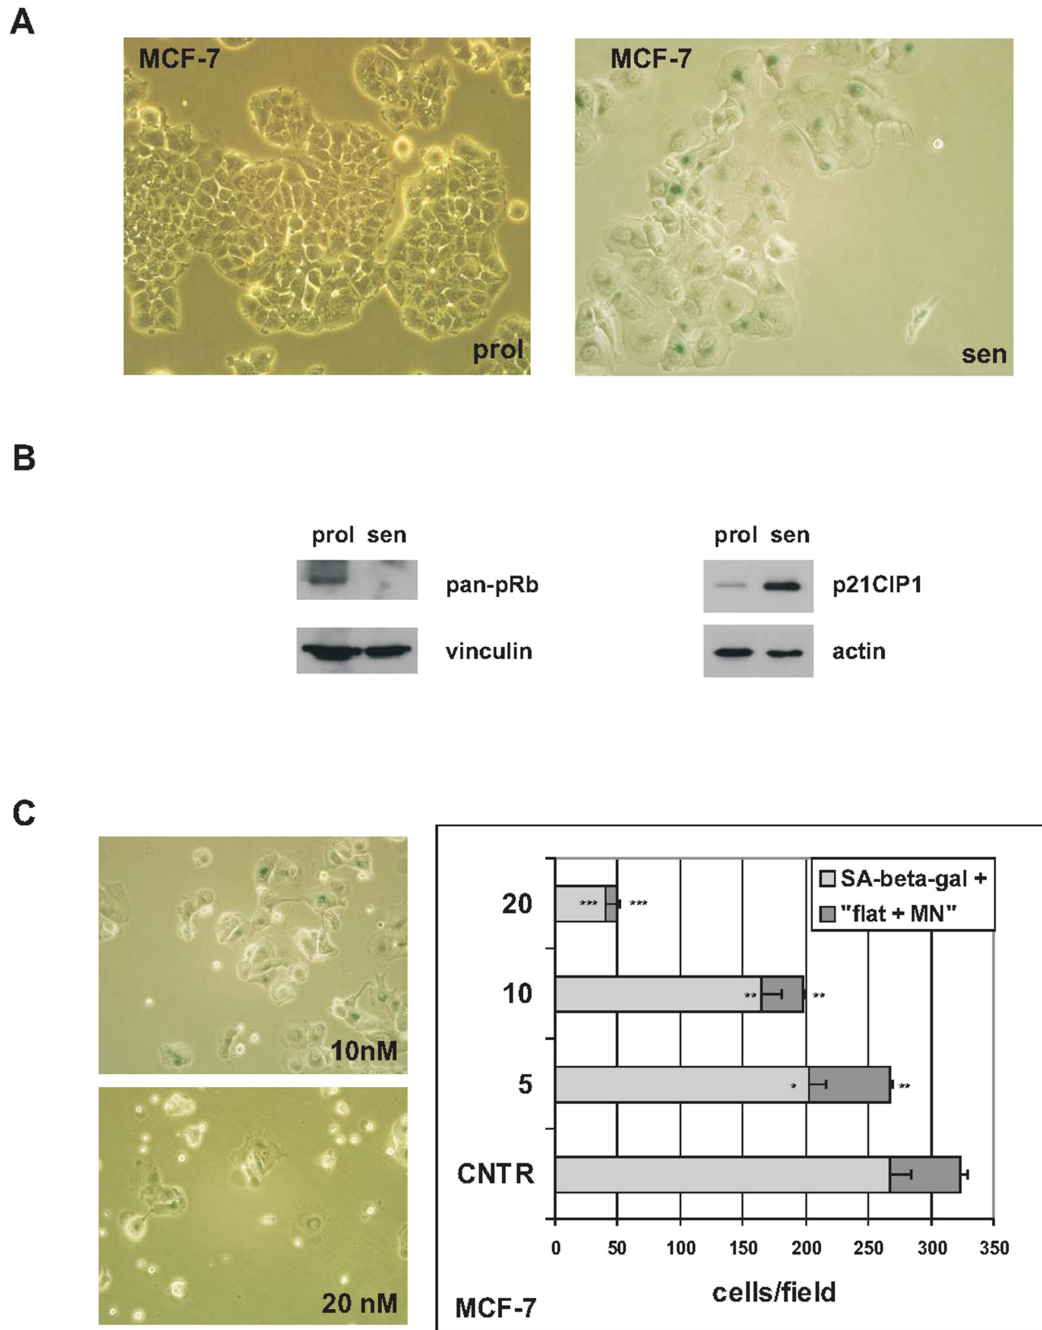 A
MCF-7
prol
MCF-7
sen
B
prol sen
pan-pRb
vinculin
prol sen
p21CIP1
actin
C
10nM
20 nM
SA-beta-gal +
"flat + MN"
20
*** ***
10
** **
5
* **
CNTR
0 50 100 150 200 250 300 350
cells/field
MCF-7